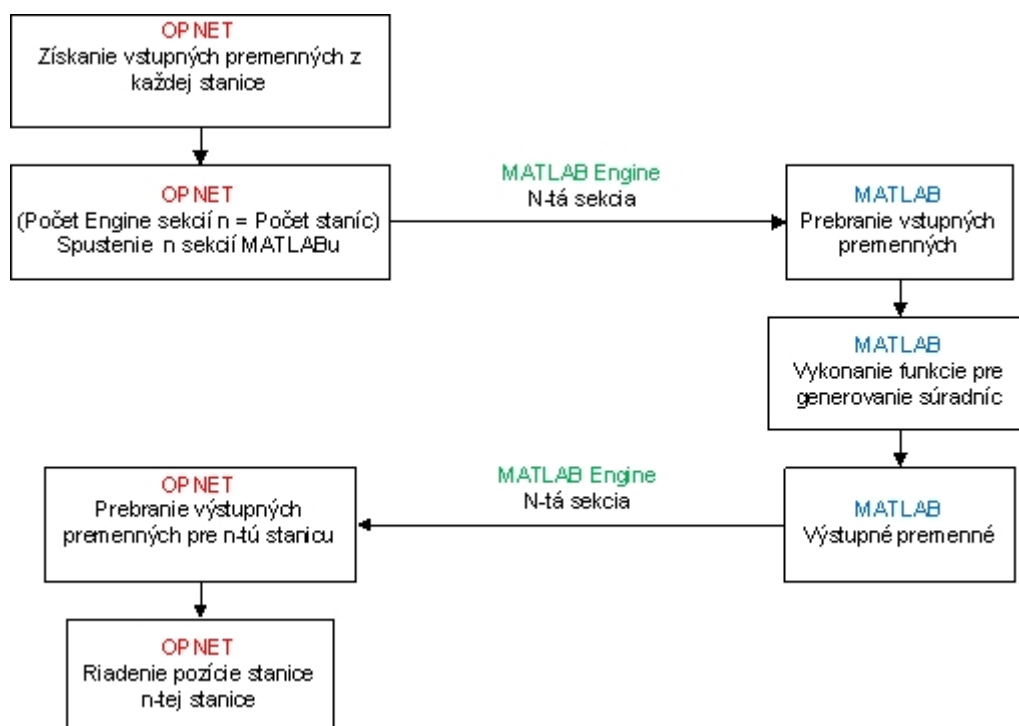 OPNET
Získanie vstupných premenných z
každej stanice
OPNET
(Počet Engine sekcií n = Počet staníc)
Spustenie n sekcií MATLABu
MATLAB Engine
N-tá sekcia
MATLAB
Prebranie vstupných
premenných
MATLAB
Vykonanie funkcie pre
generovanie súradníc
MATLAB
Výstupné premenné
MATLAB Engine
N-tá sekcia
OPNET
Prebranie výstupných
premenných pre n-tú stanicu
OPNET
Riadenie pozície stanice
n-tej stanice